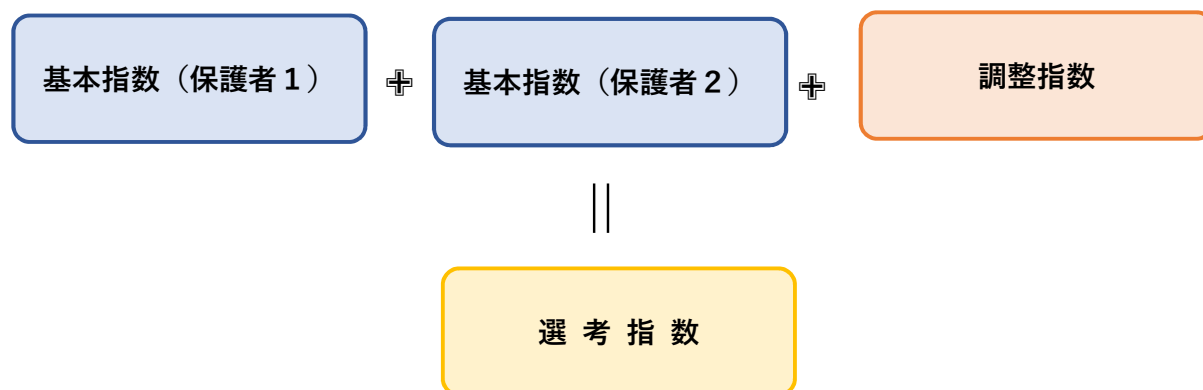 基本指数（保護者１） ✙ 基本指数（保護者２） ✙ 調整指数
選 考 指 数